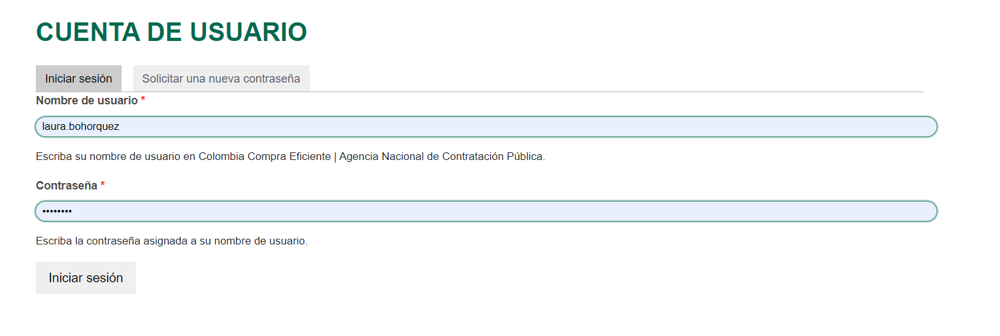 CUENTA DE USUARIO
Iniciar sesión Solicitar una nueva contraseña
Nombre de usuario *
laura.bohorquez
Escriba su nombre de usuario en Colombia Compra Eficiente | Agencia Nacional de Contratación Pública.
Contraseña *
••••••••
Escriba la contraseña asignada a su nombre de usuario.
Iniciar sesión